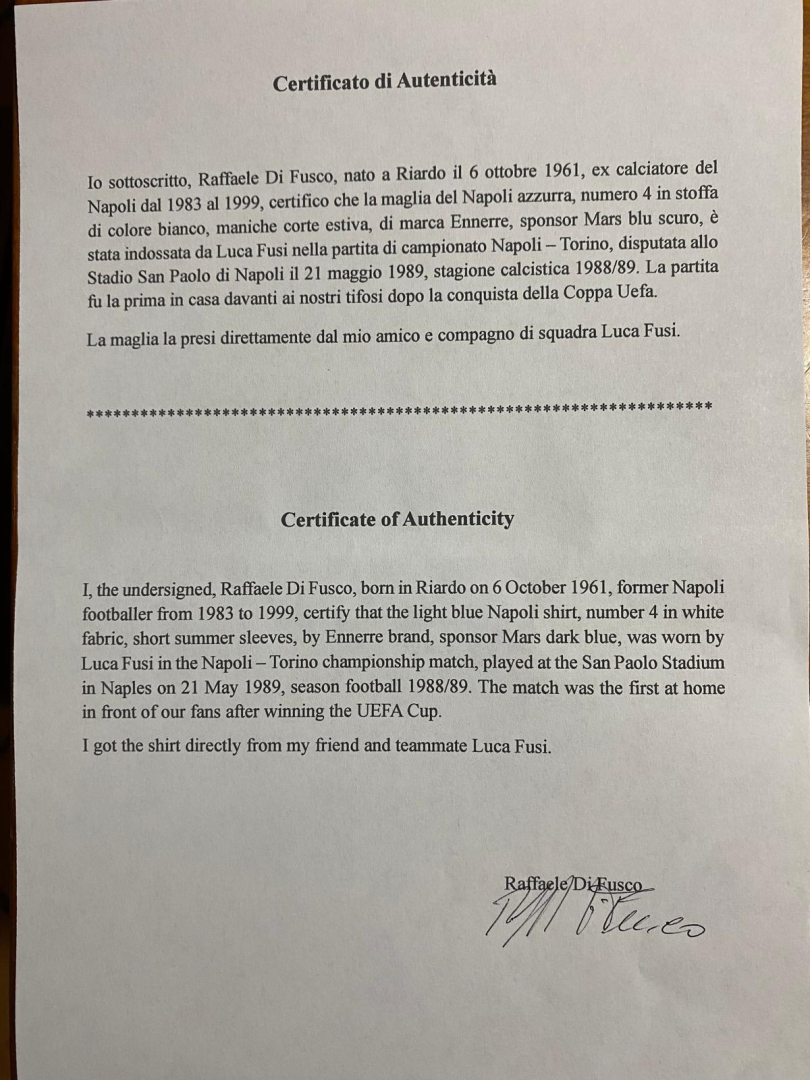 Certificato di Autenticità
Io sottoscritto, Raffaele Di Fusco, nato a Riardo il 6 ottobre 1961, ex calciatore del
Napoli dal 1983 al 1999, certifico che la maglia del Napoli azzurra, numero 4 in stoffa
di colore bianco, maniche corte estiva, di marca Ennerre, sponsor Mars blu scuro, è
stata indossata da Luca Fusi nella partita di campionato Napoli – Torino, disputata allo
Stadio San Paolo di Napoli il 21 maggio 1989, stagione calcistica 1988/89. La partita
fu la prima in casa davanti ai nostri tifosi dopo la conquista della Coppa Uefa.
La maglia la presi direttamente dal mio amico e compagno di squadra Luca Fusi.
**********************************************************************
Certificate of Authenticity
I, the undersigned, Raffaele Di Fusco, born in Riardo on 6 October 1961, former Napoli
footballer from 1983 to 1999, certify that the light blue Napoli shirt, number 4 in white
fabric, short summer sleeves, by Ennerre brand, sponsor Mars dark blue, was worn by
Luca Fusi in the Napoli – Torino championship match, played at the San Paolo Stadium
in Naples on 21 May 1989, season football 1988/89. The match was the first at home
in front of our fans after winning the UEFA Cup.
I got the shirt directly from my friend and teammate Luca Fusi.
Raffaele Di Fusco